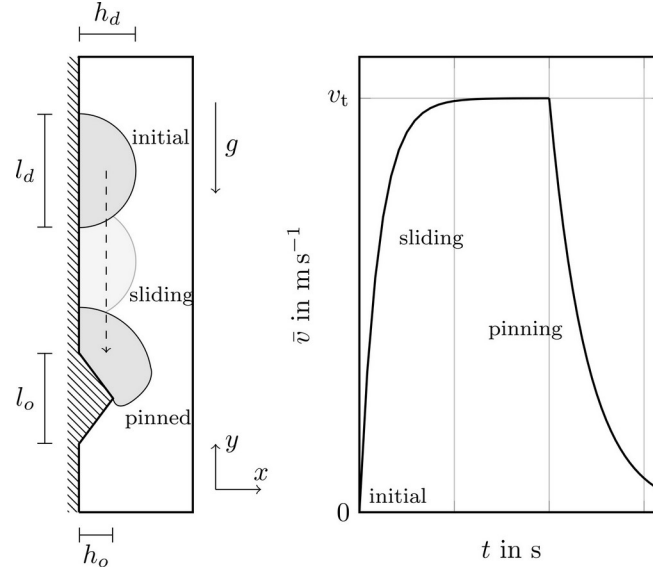 h_d
initial
g
l_d
sliding
l_o
pinned
y
x
h_o
v_t
sliding
v̄ in m s⁻¹
pinning
initial
0
t in s